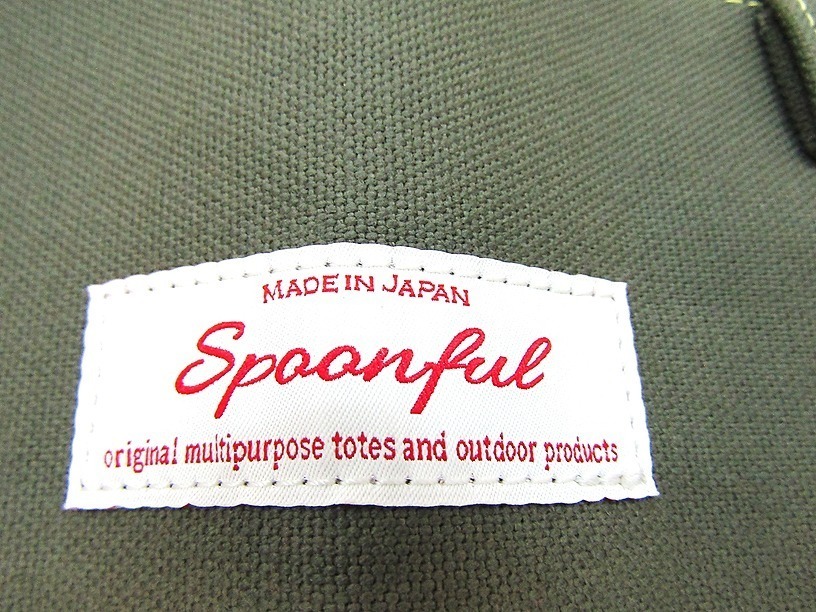 MADE IN JAPAN
Spoonful
original multipurpose totes and outdoor products